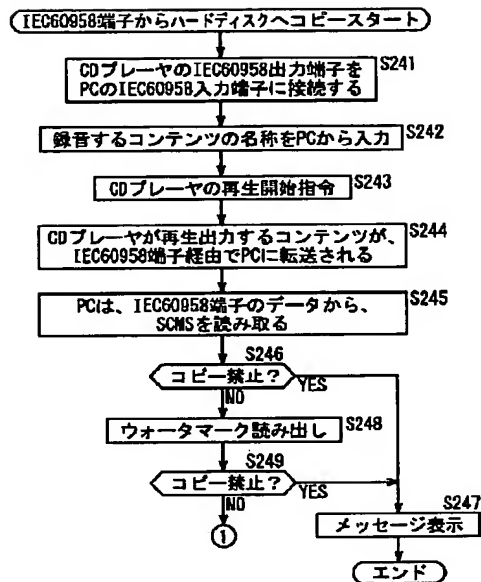 IEC60958端子からハードディスクへコピースタート
CDプレーヤのIEC60958出力端子を
PCのIEC60958入力端子に接続する
S241
録音するコンテンツの名称をPCから入力
S242
CDプレーヤの再生開始指令
S243
CDプレーヤが再生出力するコンテンツが、
IEC60958端子経由でPCに転送される
S244
PCは、IEC60958端子のデータから、
SCMSを読み取る
S245
S246
コピー禁止?
YES
NO
ウォータマーク読み出し
S248
S249
コピー禁止?
YES
NO
①
S247
メッセージ表示
エンド